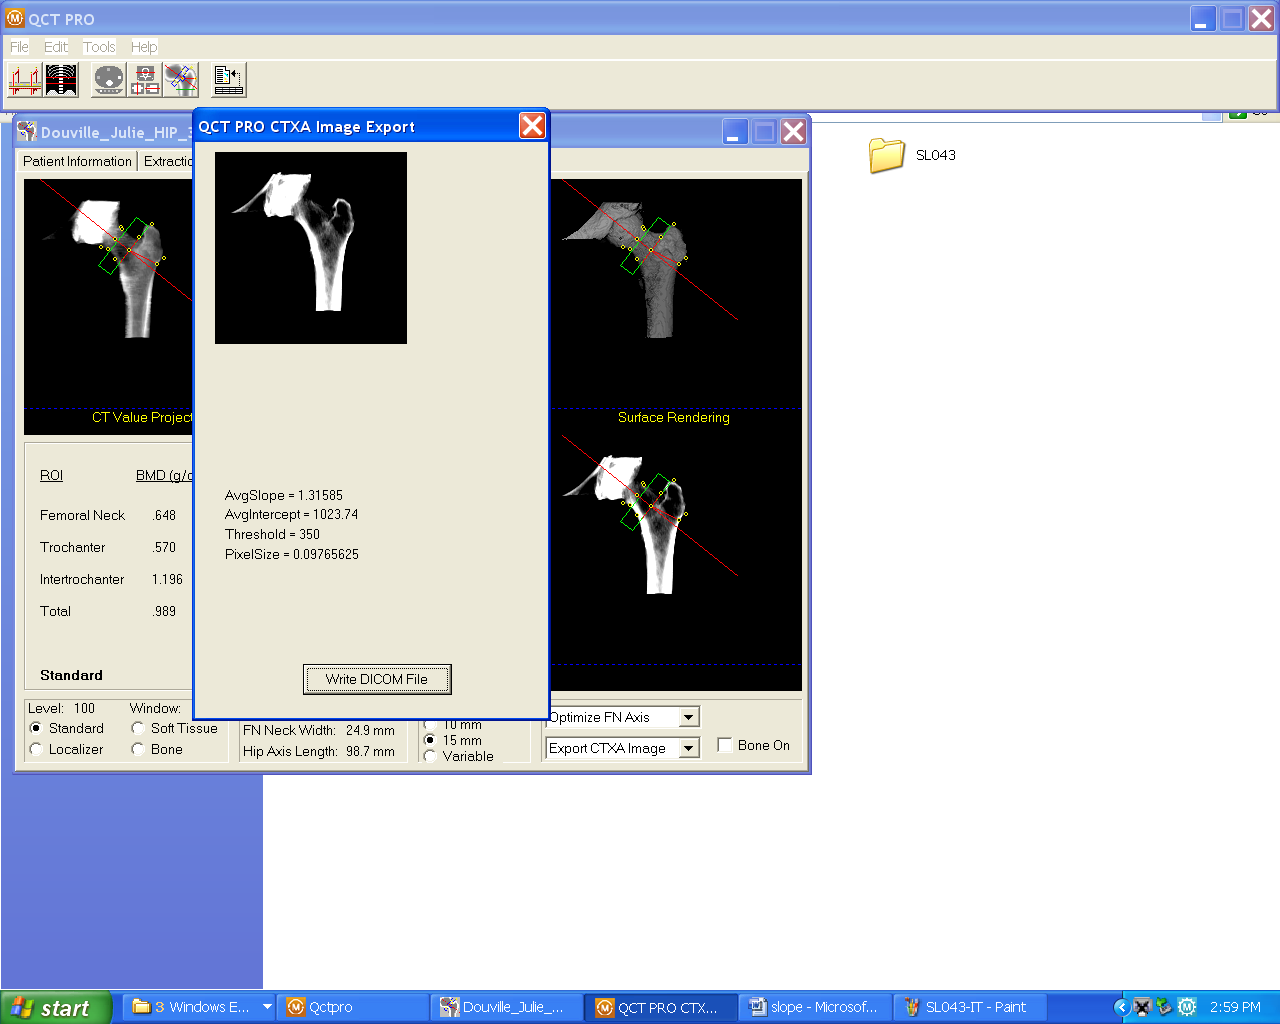 QCT PRO
File Edit Tools Help
Douville_Julie_HIP_
QCT PRO CTXA Image Export
SL043
Patient Information
CT Value
Surface Rendering
ROI BMD
Femoral Neck .648
Trochanter .570
Intertrochanter 1.196
Total .989
Standard
AvgSlope = 1.31585
AvgIntercept = 1023.74
Threshold = 350
PixelSize = 0.09765625
Write DICOM File
Level: 100 Window:
Standard Soft Tissue
Localizer Bone
FN Neck Width: 24.9 mm
Hip Axis Length: 98.7 mm
10 mm
15 mm
Variable
Optimize FN Axis
Export CTXA Image
Bone On
start
3 Windows E...
Qctpro
Douville_Julie_...
QCT PRO CTX...
slope - Microsof...
SL043-IT - Paint
2:59 PM